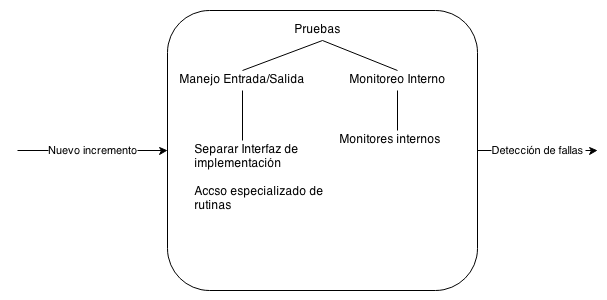 Pruebas
Manejo Entrada/Salida
Monitoreo Interno
Nuevo incremento
Separar Interfaz de
implementación
Monitores internos
Accso especializado de
rutinas
Detección de fallas